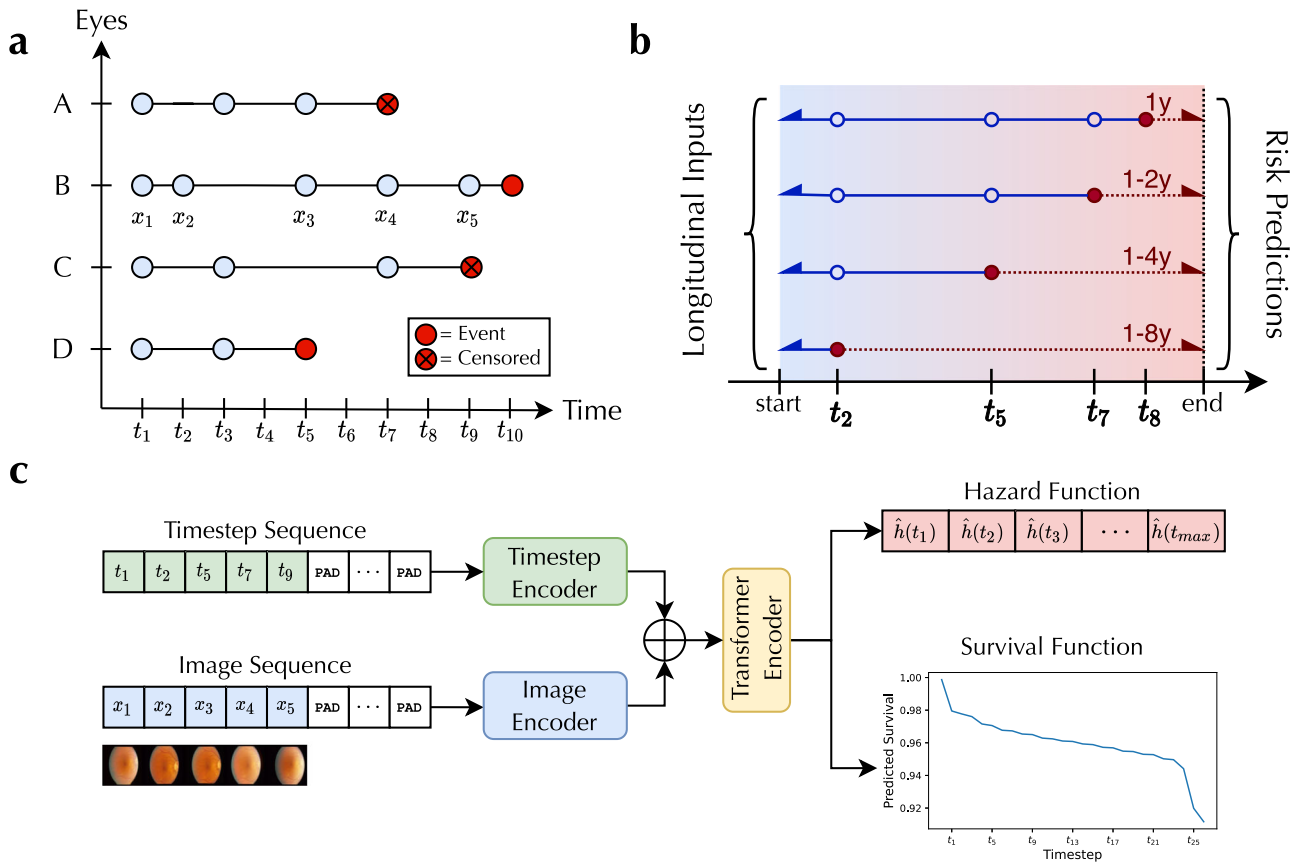 a
Eyes
A
B
x₁ x₂ x₃ x₄ x₅
C
D
= Event
= Censored
Time
t₁ t₂ t₃ t₄ t₅ t₆ t₇ t₈ t₉ t₁₀
b
Longitudinal Inputs
1y
1-2y
1-4y
1-8y
Risk Predictions
start t₂ t₅ t₇ t₈ end
c
Timestep Sequence
t₁ t₂ t₅ t₇ t₉ PAD ··· PAD
Timestep
Encoder
Image Sequence
x₁ x₂ x₃ x₄ x₅ PAD ··· PAD
Image
Encoder
Transformer
Encoder
Hazard Function
ĥ(t₁) ĥ(t₂) ĥ(t₃) ··· ĥ(tₘₐₓ)
Survival Function
Predicted Survival
1.00
0.98
0.96
0.94
0.92
t₁ t₅ t₉ t₁₃ t₁₇ t₂₁ t₂₅
Timestep